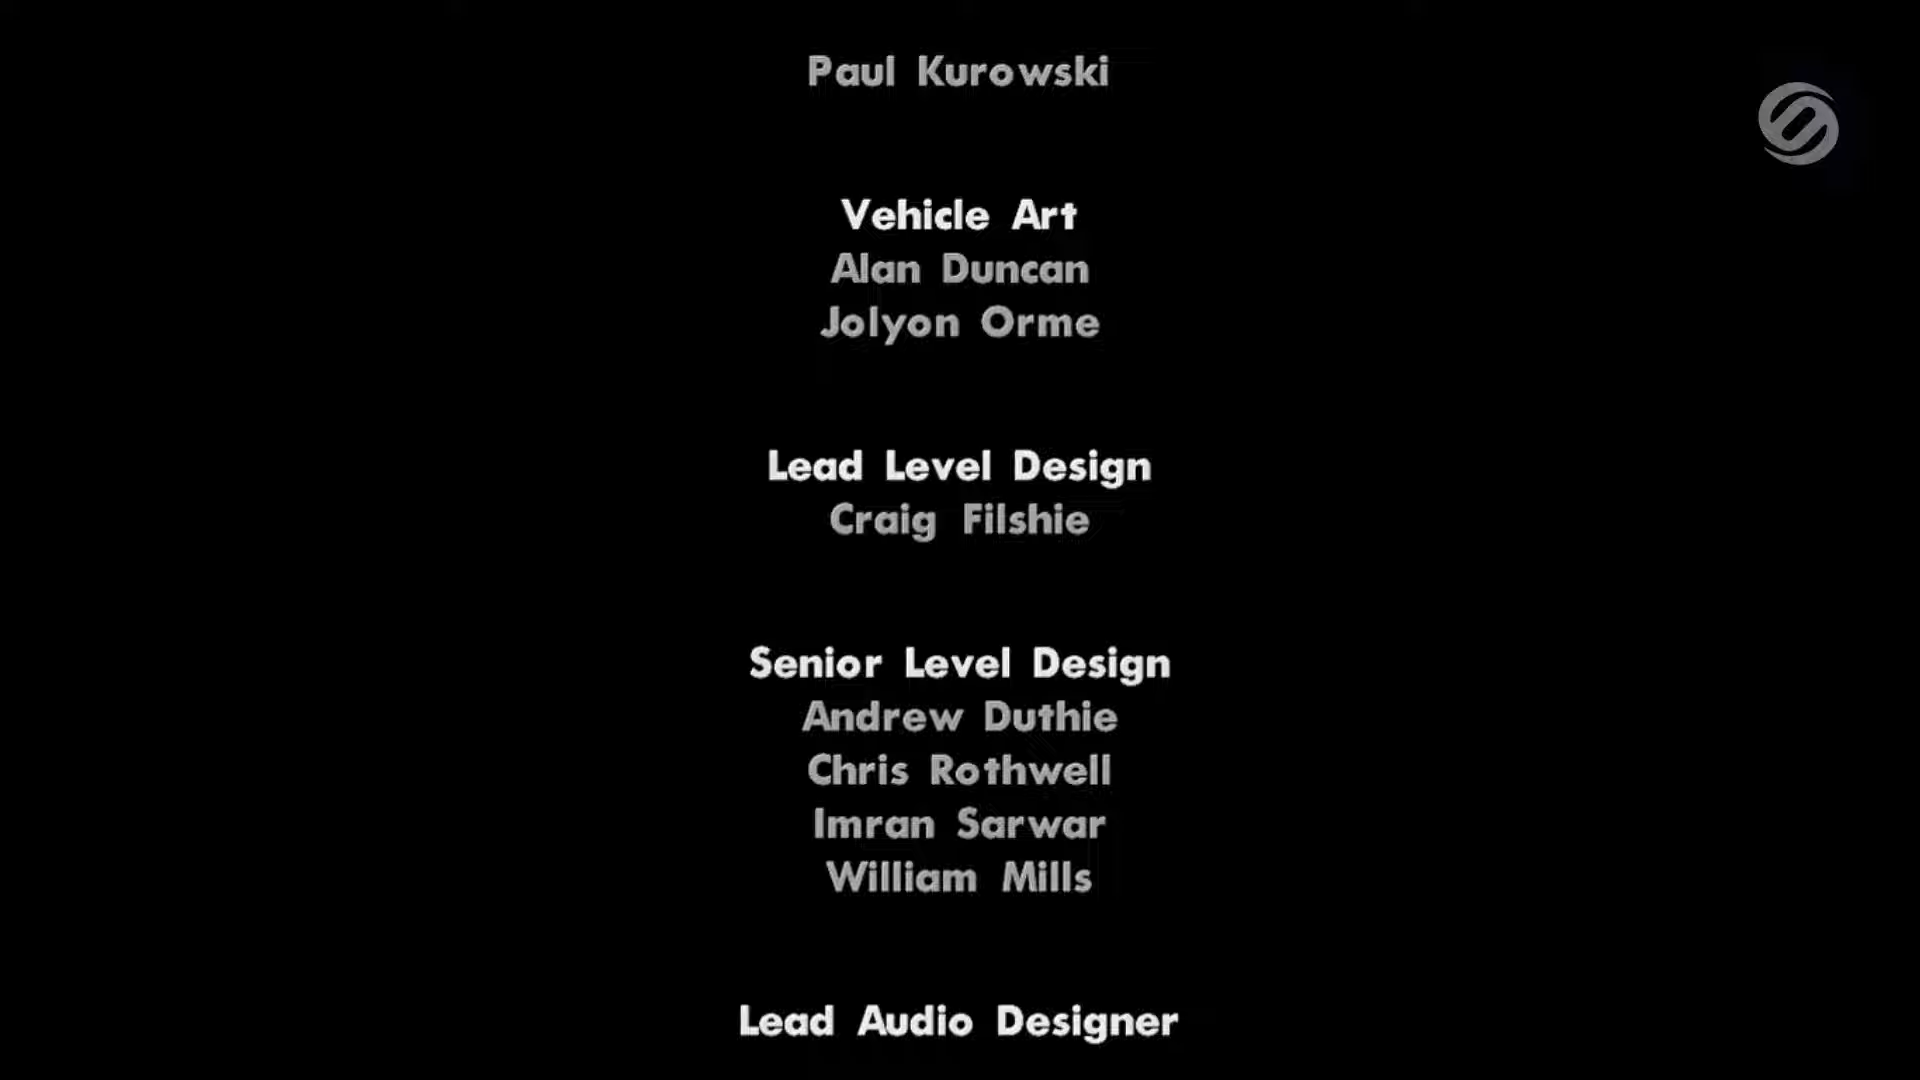 Paul Kurowski
Vehicle Art
Alan Duncan
Jolyon Orme
Lead Level Design
Craig Filshie
Senior Level Design
Andrew Duthie
Chris Rothwell
Imran Sarwar
William Mills
Lead Audio Designer